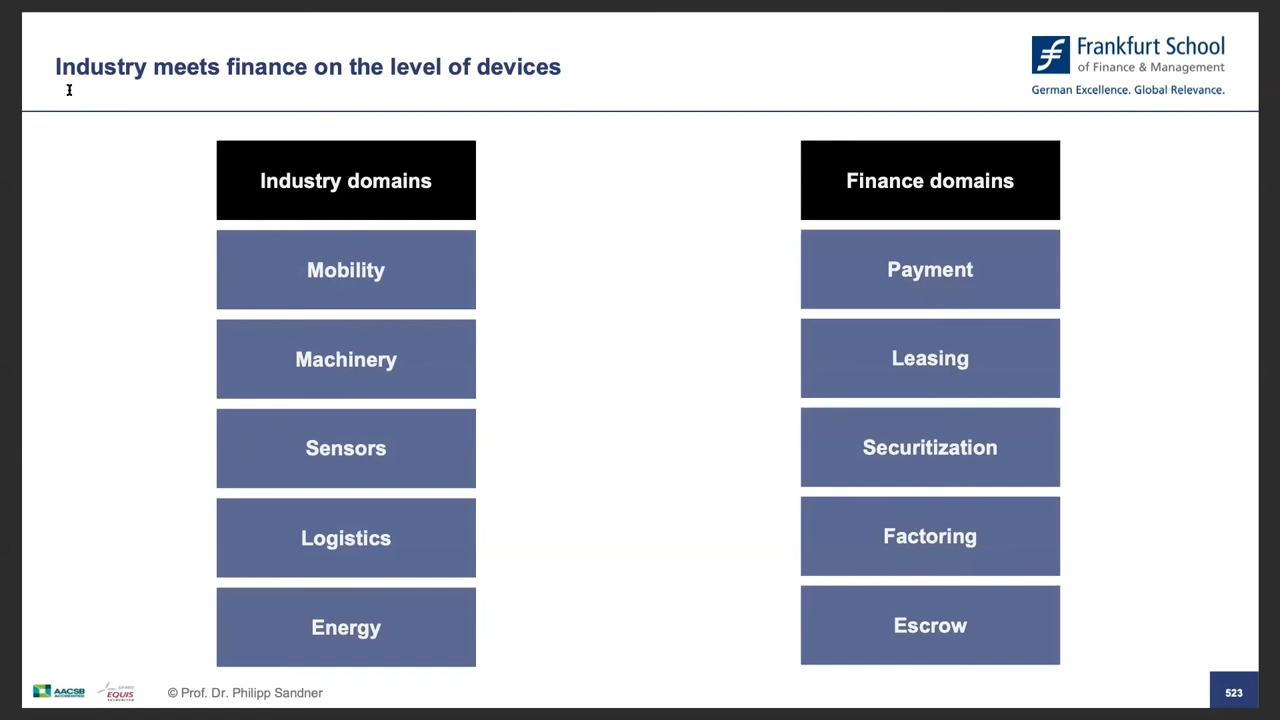 Industry meets finance on the level of devices
Frankfurt School
of Finance & Management
German Excellence. Global Relevance.
Industry domains
Mobility
Machinery
Sensors
Logistics
Energy
Finance domains
Payment
Leasing
Securitization
Factoring
Escrow
AACSB
EQUIS
© Prof. Dr. Philipp Sandner
523